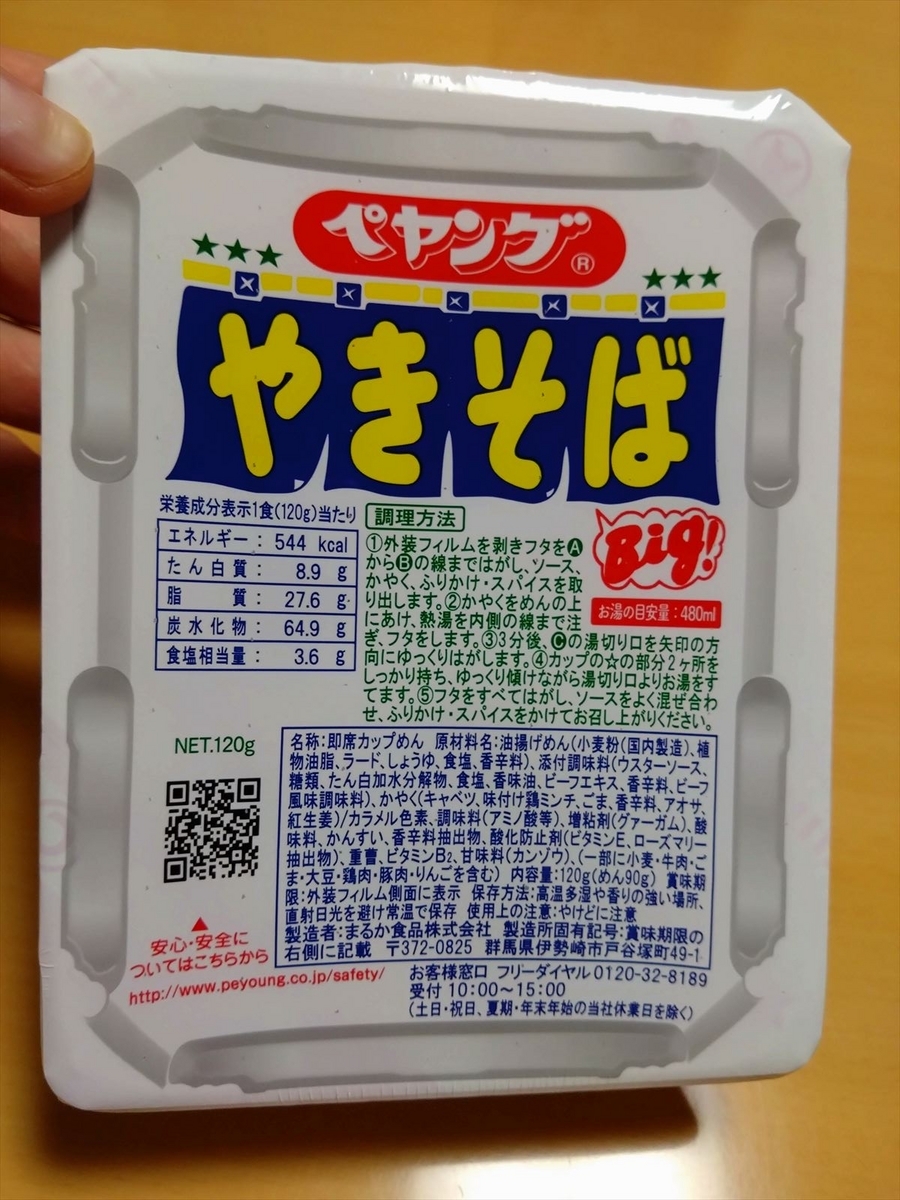 ペヤング®
やきそば
Big!
お湯の目安量:480ml
栄養成分表示1食(120g)当たり
エネルギー: 544 kcal
たん白質: 8.9 g
脂質: 27.6 g
炭水化物: 64.9 g
食塩相当量: 3.6 g
調理方法
①外装フィルムを剥きフタをA
からBの線まではがし、ソース、
かやく、ふりかけ・スパイスを取
り出します。②かやくをめんの上
にあけ、熱湯を内側の線まで注
ぎ、フタをします。③3分後、Cの湯切り口を矢印の方
向にゆっくりはがします。④カップの☆の部分2ヶ所を
しっかり持ち、ゆっくり傾けながら湯切り口よりお湯をす
てます。⑤フタをすべてはがし、ソースをよく混ぜ合わ
せ、ふりかけ・スパイスをかけてお召し上がりください。
NET.120g
名称:即席カップめん 原材料名:油揚げめん(小麦粉(国内製造)、植
物油脂、ラード、しょうゆ、食塩、香辛料)、添付調味料(ウスターソース、
糖類、たん白加水分解物、食塩、香味油、ビーフエキス、香辛料、ビーフ
風味調味料)、かやく((キャベツ、味付け鶏ミンチ、ごま、香辛料、アオサ、
紅生姜)/カラメル色素、調味料(アミノ酸等)、増粘剤(グァーガム)、酸
味料、かんすい、香辛料抽出物、酸化防止剤(ビタミンE、ローズマリー
抽出物)、重曹、ビタミンB₂、甘味料(カンゾウ)、(一部に小麦・牛肉・ご
ま・大豆・鶏肉・豚肉・りんごを含む) 内容量:120g(めん90g) 賞味期
限:外装フィルム側面に表示 保存方法:高温多湿や香りの強い場所、
直射日光を避け常温で保存 使用上の注意:やけどに注意
製造者:まるか食品株式会社 製造所固有記号:賞味期限の
右側に記載 〒372-0825 群馬県伊勢崎市戸谷塚町49-1
▲
安心・安全に
ついてはこちらから
http://www.peyoung.co.jp/safety/
お客様窓口 フリーダイヤル0120-32-8189
受付 10:00～15:00
(土日・祝日、夏期・年末年始の当社休業日を除く)